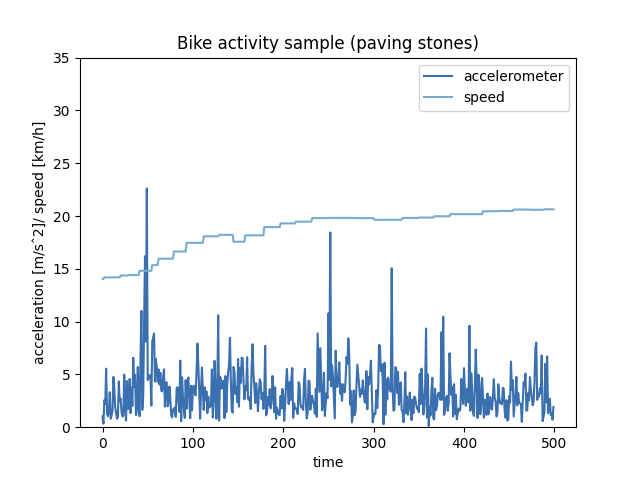 Bike activity sample (paving stones)
accelerometer
speed
acceleration [m/s^2]/ speed [km/h]
35
30
25
20
15
10
5
0
0 100 200 300 400 500
time